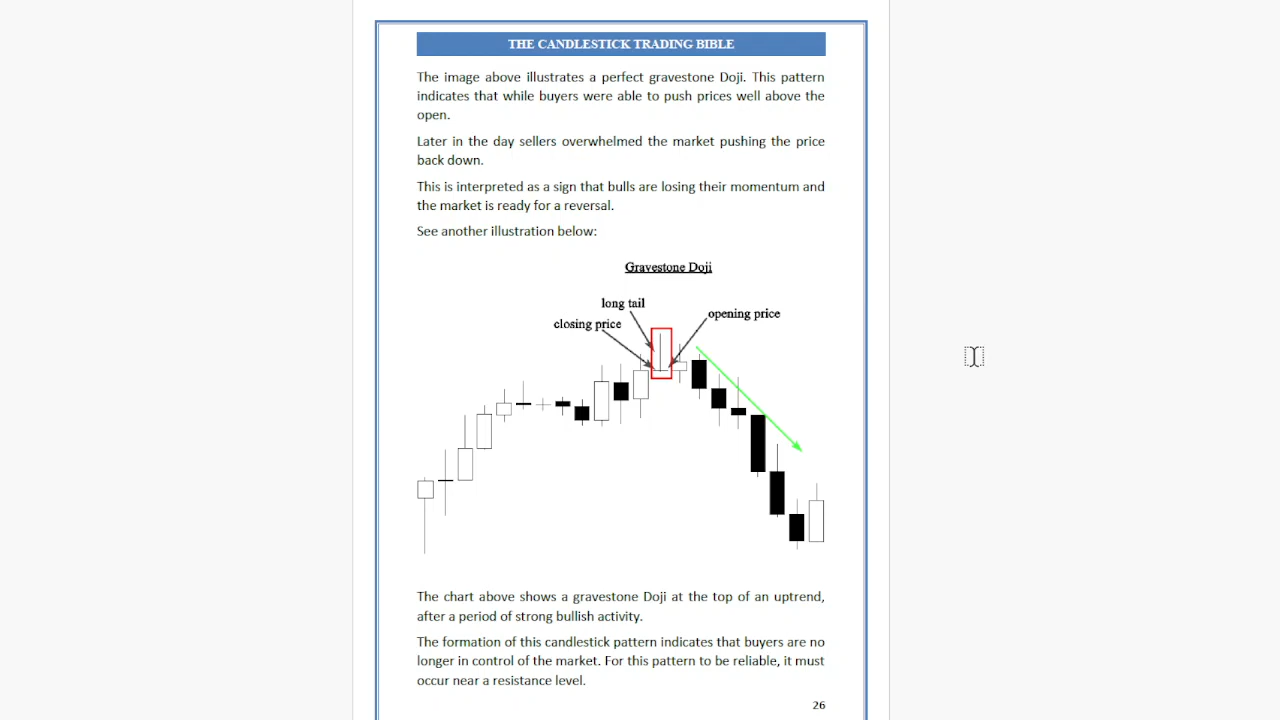 THE CANDLESTICK TRADING BIBLE
The image above illustrates a perfect gravestone Doji. This pattern
indicates that while buyers were able to push prices well above the
open.
Later in the day sellers overwhelmed the market pushing the price
back down.
This is interpreted as a sign that bulls are losing their momentum and
the market is ready for a reversal.
See another illustration below:
Gravestone Doji
long tail
closing price
opening price
The chart above shows a gravestone Doji at the top of an uptrend,
after a period of strong bullish activity.
The formation of this candlestick pattern indicates that buyers are no
longer in control of the market. For this pattern to be reliable, it must
occur near a resistance level.
26